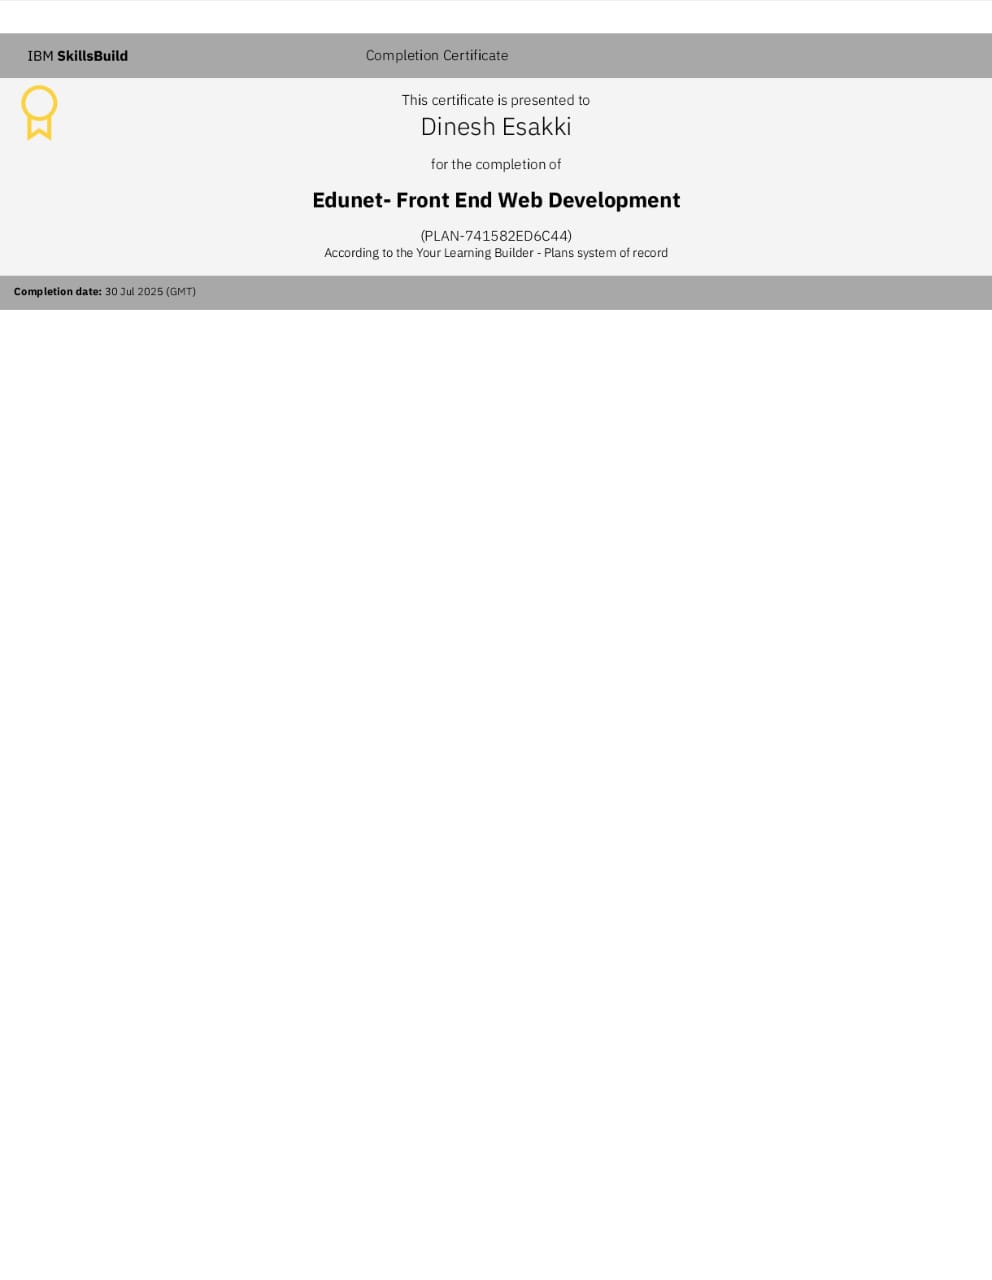 IBM SkillsBuild
Completion Certificate
This certificate is presented to
Dinesh Esakki
for the completion of
Edunet- Front End Web Development
(PLAN-741582ED6C44)
According to the Your Learning Builder - Plans system of record
Completion date: 30 Jul 2025 (GMT)